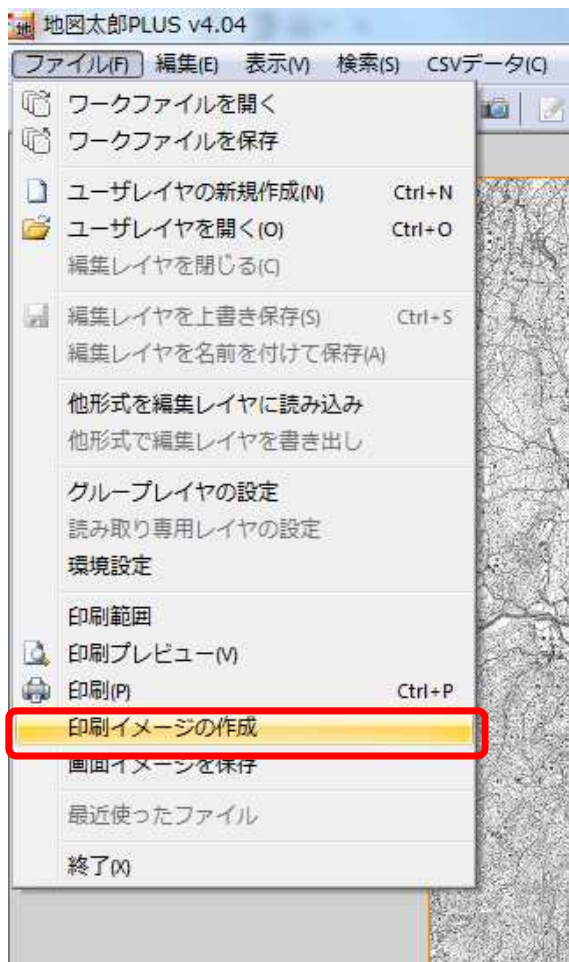 地 地図太郎PLUS v4.04
ファイル(F) 編集(E) 表示(V) 検索(S) CSVデータ(C)
ワークファイルを開く
ワークファイルを保存
ユーザレイヤの新規作成(N) Ctrl+N
ユーザレイヤを開く(O) Ctrl+O
編集レイヤを閉じる(C)
編集レイヤを上書き保存(S) Ctrl+S
編集レイヤを名前を付けて保存(A)
他形式を編集レイヤに読み込み
他形式で編集レイヤを書き出し
グループレイヤの設定
読み取り専用レイヤの設定
環境設定
印刷範囲
印刷プレビュー(V)
印刷(P) Ctrl+P
印刷イメージの作成
画面イメージを保存
最近使ったファイル
終了(X)